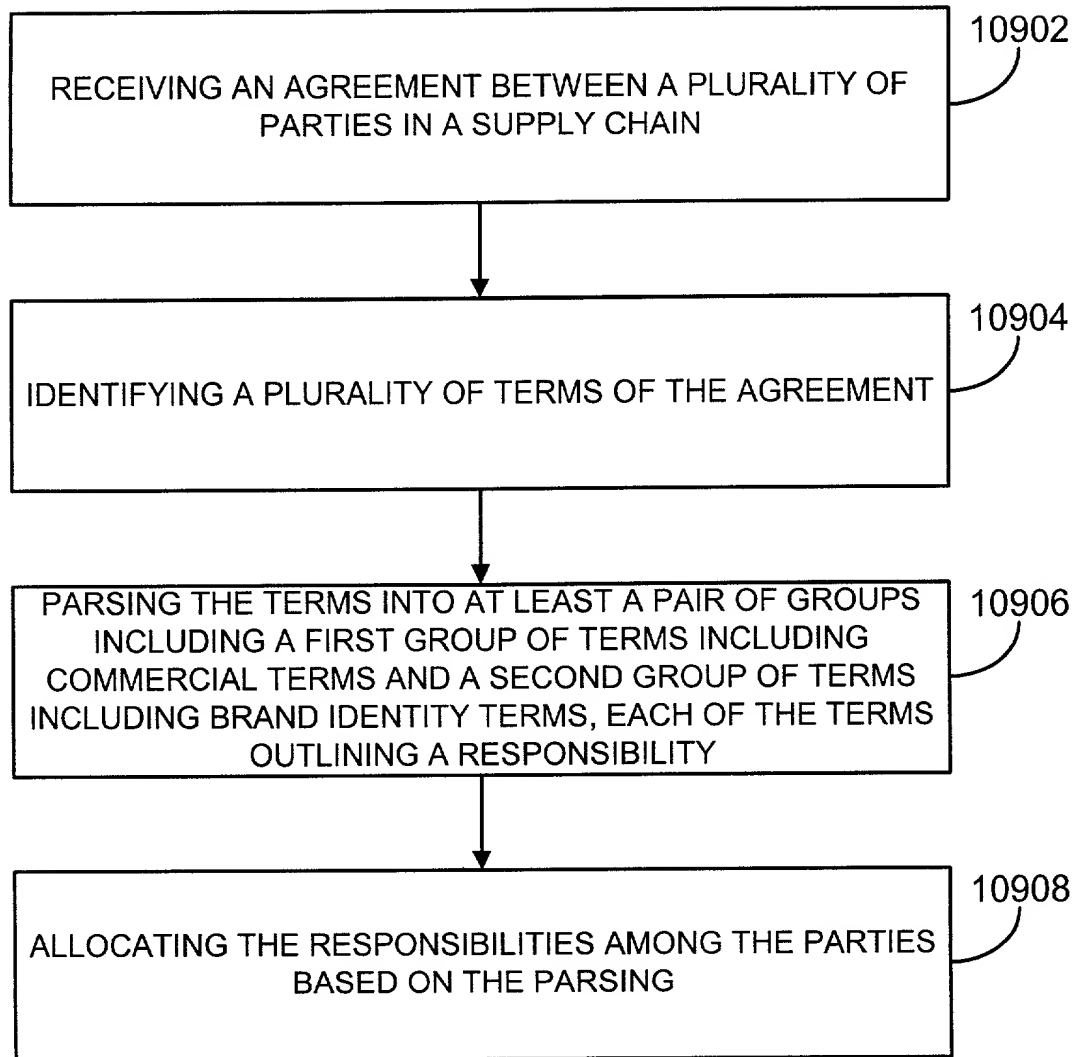 10902
RECEIVING AN AGREEMENT BETWEEN A PLURALITY OF
PARTIES IN A SUPPLY CHAIN
10904
IDENTIFYING A PLURALITY OF TERMS OF THE AGREEMENT
10906
PARSING THE TERMS INTO AT LEAST A PAIR OF GROUPS
INCLUDING A FIRST GROUP OF TERMS INCLUDING
COMMERCIAL TERMS AND A SECOND GROUP OF TERMS
INCLUDING BRAND IDENTITY TERMS, EACH OF THE TERMS
OUTLINING A RESPONSIBILITY
10908
ALLOCATING THE RESPONSIBILITIES AMONG THE PARTIES
BASED ON THE PARSING